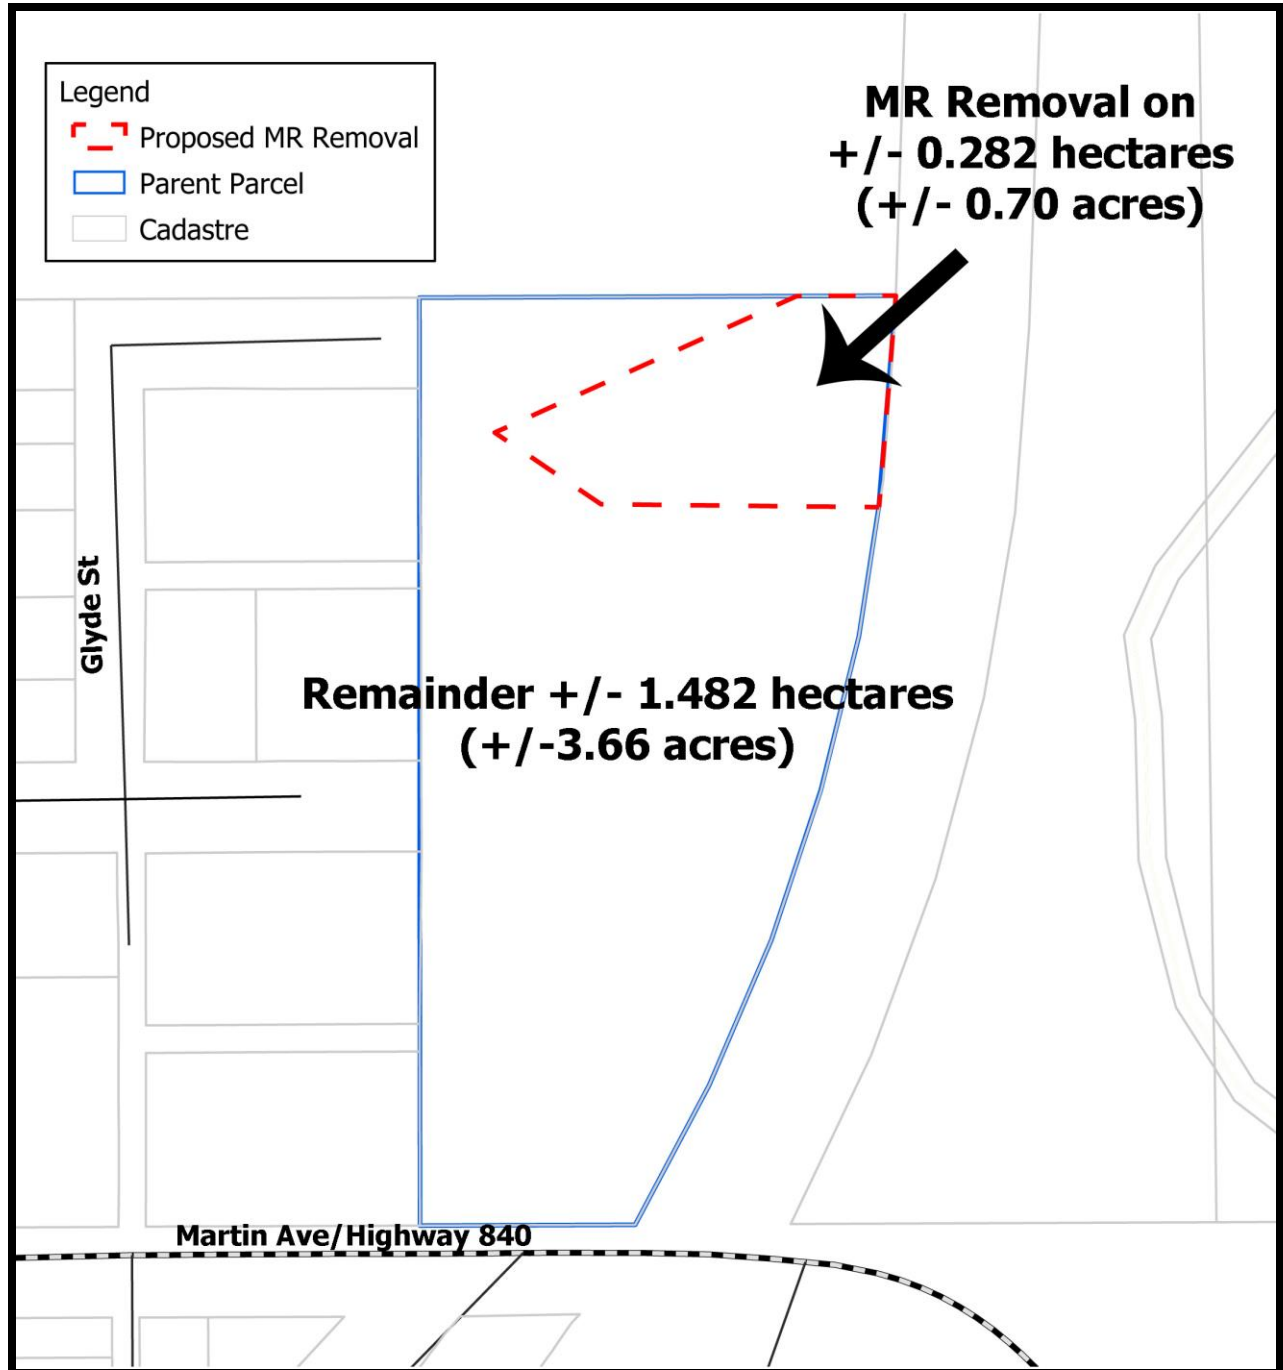 Legend
Proposed MR Removal
Parent Parcel
Cadastre
MR Removal on
+/- 0.282 hectares
(+/- 0.70 acres)
Glyde St
Remainder +/- 1.482 hectares
(+/-3.66 acres)
Martin Ave/Highway 840